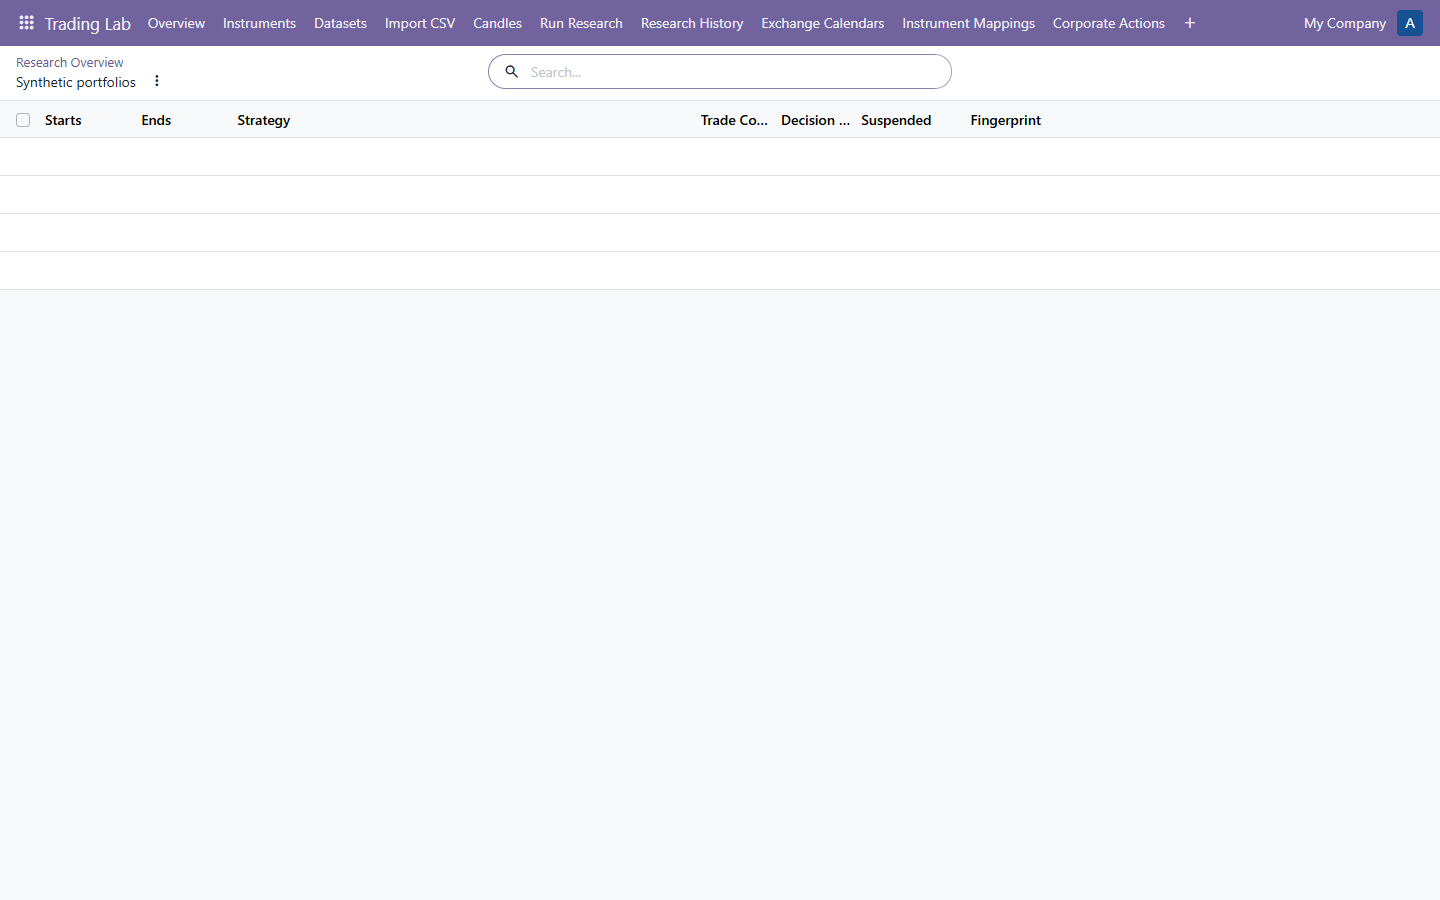 Trading Lab Overview Instruments Datasets Import CSV Candles Run Research Research History Exchange Calendars Instrument Mappings Corporate Actions + My Company A
Research Overview
Synthetic portfolios
Search...
Starts Ends Strategy Trade Co... Decision ... Suspended Fingerprint